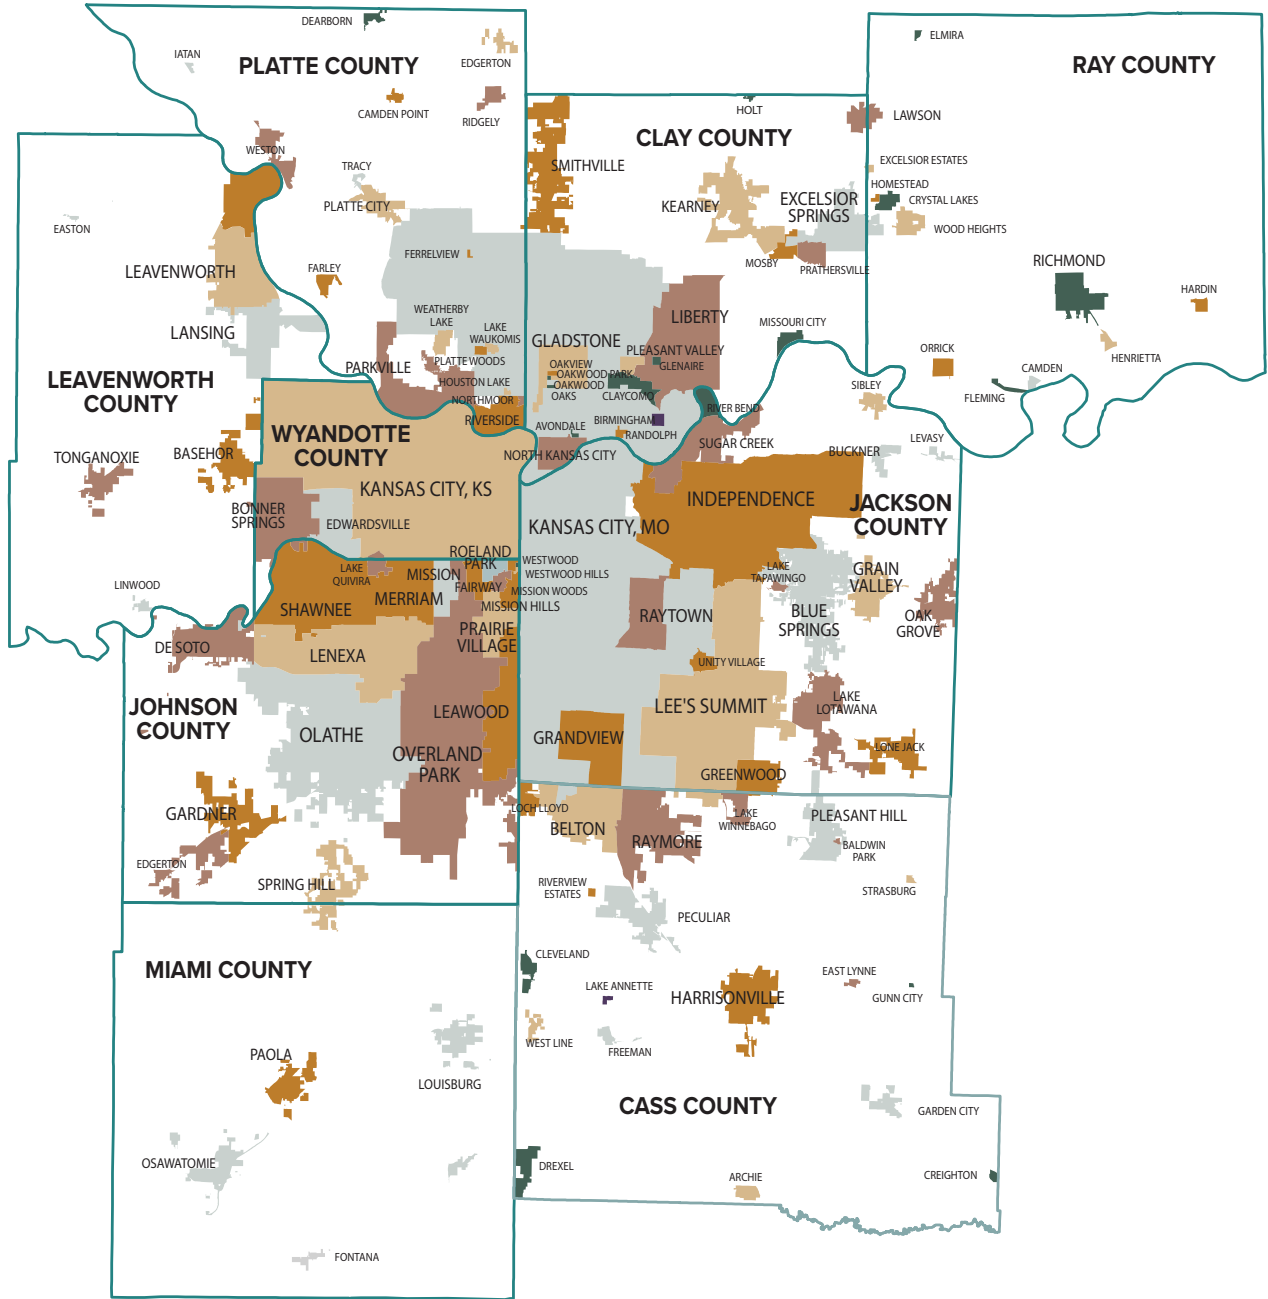 DEARBORN
ELMIRA
IATAN
EDGERTON
PLATTE COUNTY
RAY COUNTY
CAMDEN POINT
RIDGELY
HOLT
LAWSON
CLAY COUNTY
WESTON
TRACY
SMITHVILLE
EXCELSIOR ESTATES
HOMESTEAD
CRYSTAL LAKES
PLATTE CITY
KEARNEY
EXCELSIOR
SPRINGS
EASTON
WOOD HEIGHTS
FERRELVIEW
MOSBY
PRATHERSVILLE
RICHMOND
LEAVENWORTH
FARLEY
HARDIN
WEATHERBY
LAKE
LIBERTY
MISSOURI CITY
LANSING
LAKE
WAUKOMIS
GLADSTONE
PLEASANT VALLEY
ORRICK
HENRIETTA
PARKVILLE
PLATTE WOODS
OAKVIEW
GLENAIRE
CAMDEN
LEAVENWORTH
COUNTY
HOUSTON LAKE
OAKWOOD PARK
OAKWOOD
OAKS
CLAYCOMO
SIBLEY
FLEMING
NORTHMOOR
RIVER BEND
RIVERSIDE
AVONDALE
BIRMINGHAM
RANDOLPH
WYANDOTTE
COUNTY
SUGAR CREEK
LEVASY
TONGANOXIE
BASEHOR
NORTH KANSAS CITY
BUCKNER
KANSAS CITY, KS
INDEPENDENCE
JACKSON
COUNTY
BONNER
SPRINGS
EDWARDSVILLE
KANSAS CITY, MO
ROELAND
PARK
WESTWOOD
LAKE
QUIVIRA
MISSION
WESTWOOD HILLS
LAKE
TAPAWINGO
GRAIN
VALLEY
LINWOOD
FAIRWAY
MISSION WOODS
SHAWNEE
MERRIAM
MISSION HILLS
RAYTOWN
BLUE
SPRINGS
OAK
GROVE
DE SOTO
LENEXA
PRAIRIE
VILLAGE
UNITY VILLAGE
JOHNSON
COUNTY
LEAWOOD
LEE'S SUMMIT
LAKE
LOTAWANA
OLATHE
GRANDVIEW
OVERLAND
PARK
LONE JACK
GREENWOOD
GARDNER
LOCH LLOYD
BELTON
LAKE
WINNEBAGO
PLEASANT HILL
RAYMORE
EDGERTON
BALDWIN
PARK
SPRING HILL
RIVERVIEW
ESTATES
STRASBURG
PECULIAR
CLEVELAND
MIAMI COUNTY
LAKE ANNETTE
HARRISONVILLE
EAST LYNNE
GUNN CITY
WEST LINE
FREEMAN
PAOLA
LOUISBURG
CASS COUNTY
GARDEN CITY
OSAWATOMIE
DREXEL
ARCHIE
CREIGHTON
FONTANA